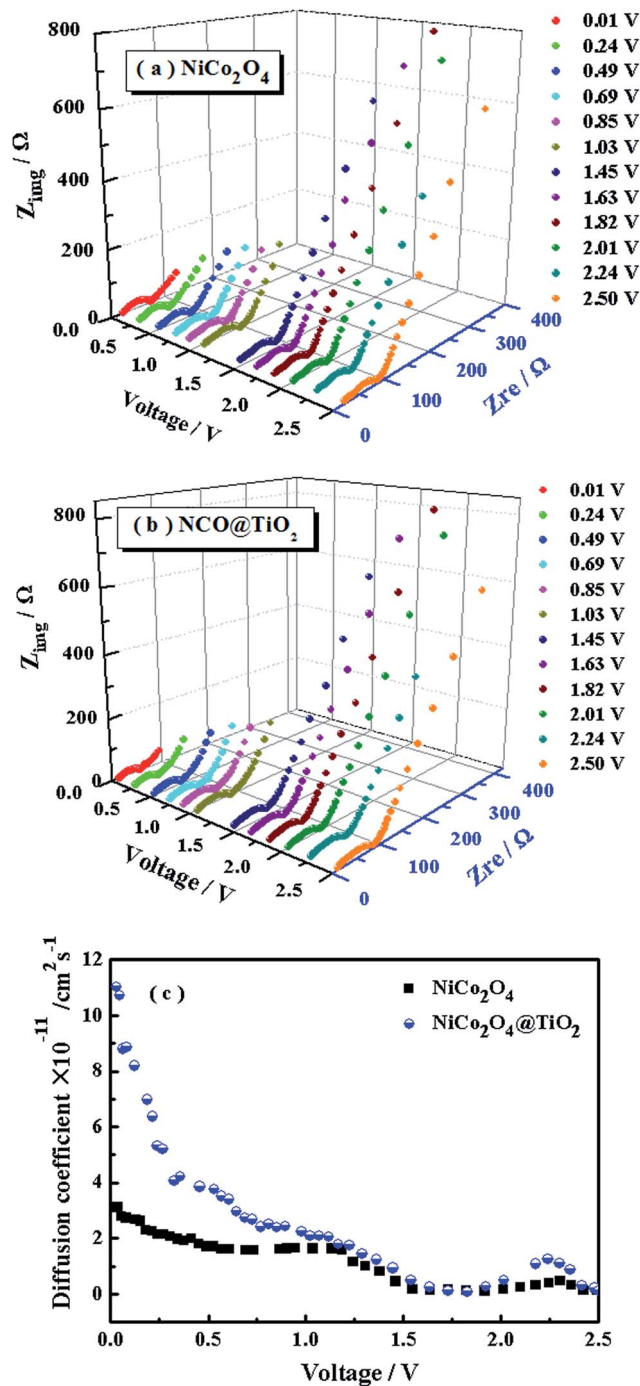 800
600
400
200
0
Z_img / Ω
( a ) NiCo₂O₄
0.0
0.5
1.0
1.5
2.0
2.5
Voltage / V
0
100
200
300
400
Zre / Ω
0.01 V
0.24 V
0.49 V
0.69 V
0.85 V
1.03 V
1.45 V
1.63 V
1.82 V
2.01 V
2.24 V
2.50 V
800
600
400
200
0
Z_img / Ω
( b ) NCO@TiO₂
0.0
0.5
1.0
1.5
2.0
2.5
Voltage / V
0
100
200
300
400
Zre / Ω
0.01 V
0.24 V
0.49 V
0.69 V
0.85 V
1.03 V
1.45 V
1.63 V
1.82 V
2.01 V
2.24 V
2.50 V
12
10
8
6
4
2
0
Diffusion coefficient ×10⁻¹¹ /cm²s⁻¹
( c )
NiCo₂O₄
NiCo₂O₄@TiO₂
0.0
0.5
1.0
1.5
2.0
2.5
Voltage / V